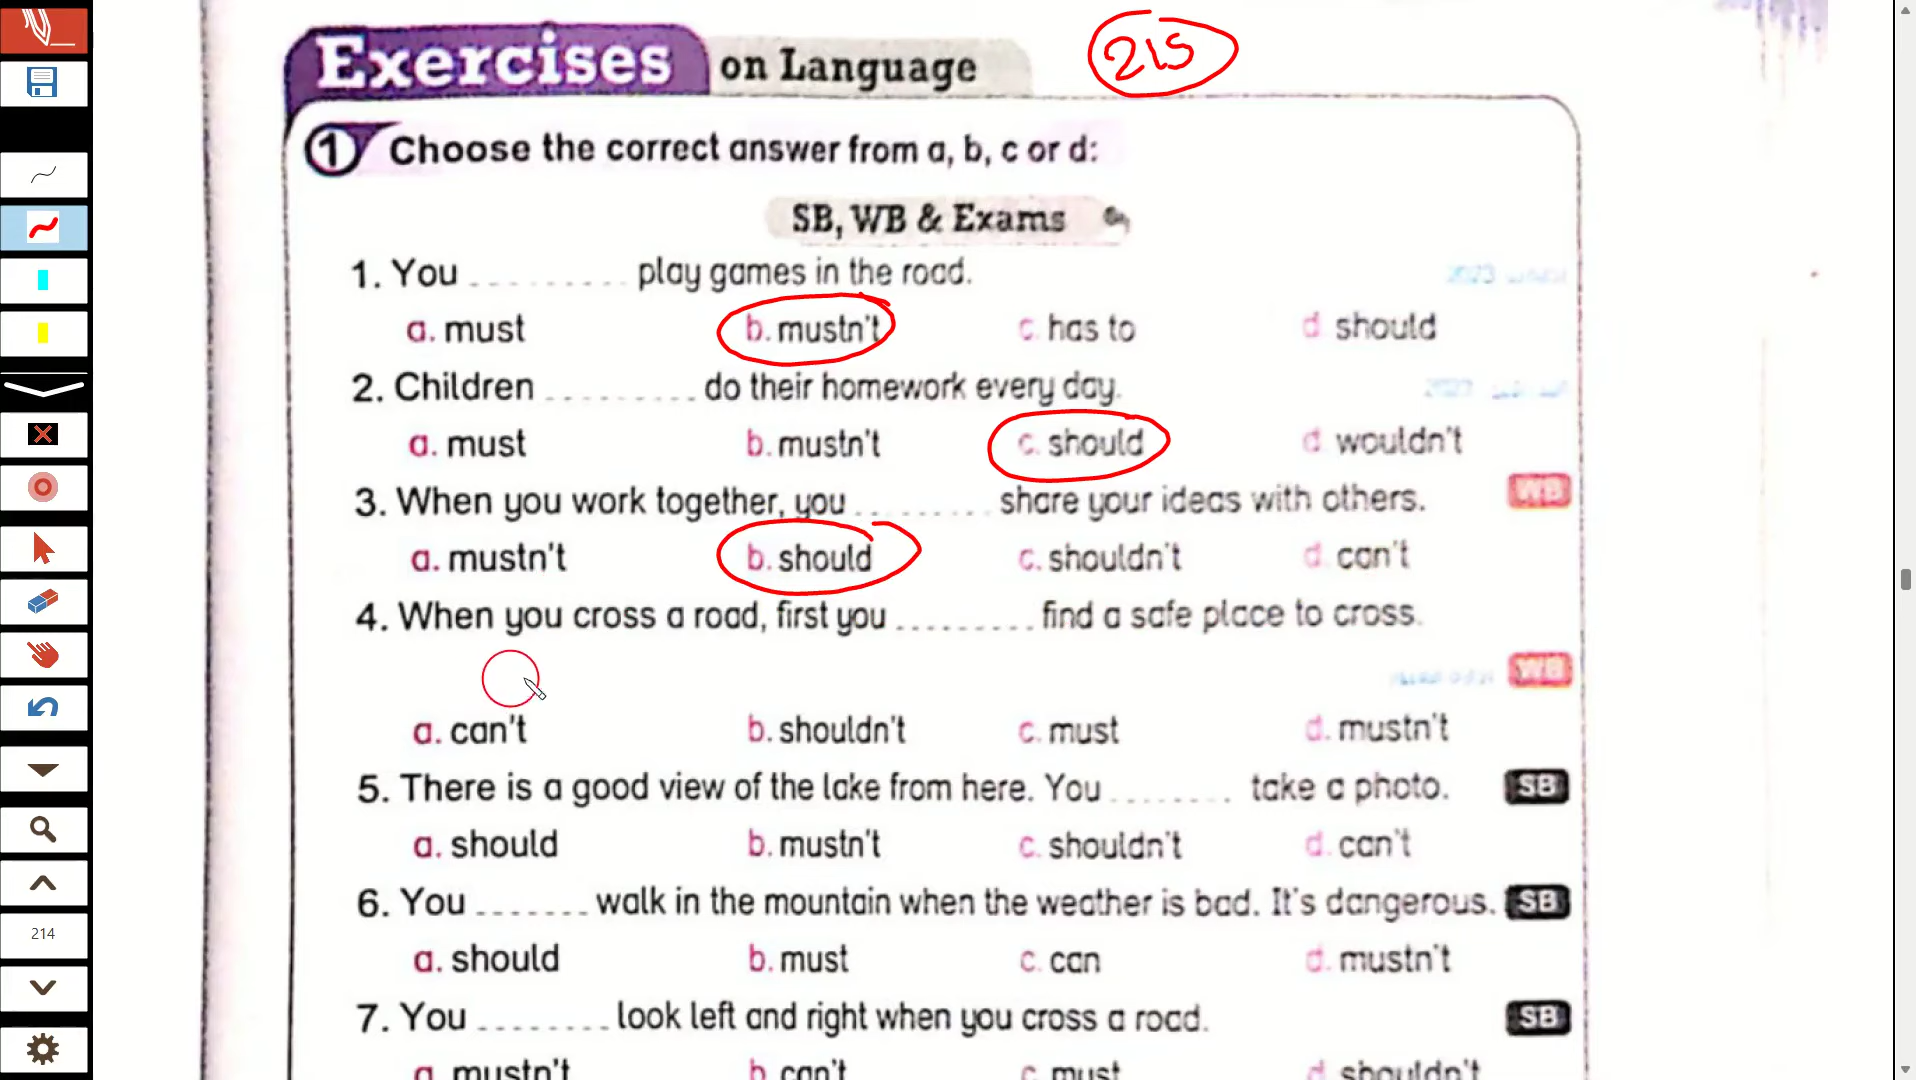 Exercises on Language
215
1 Choose the correct answer from a, b, c or d:
SB, WB & Exams
1. You ......... play games in the road. 2023
a. must b. mustn't c. has to d. should
2. Children ......... do their homework every day. 2023
a. must b. mustn't c. should d. wouldn't
3. When you work together, you ........ share your ideas with others. WB
a. mustn't b. should c. shouldn't d. can't
4. When you cross a road, first you ......... find a safe place to cross.
WB
a. can't b. shouldn't c. must d. mustn't
5. There is a good view of the lake from here. You ........ take a photo. SB
a. should b. mustn't c. shouldn't d. can't
6. You ....... walk in the mountain when the weather is bad. It's dangerous. SB
a. should b. must c. can d. mustn't
7. You ........ look left and right when you cross a road. SB
a. mustn't b. can't c. must d. shouldn't
214